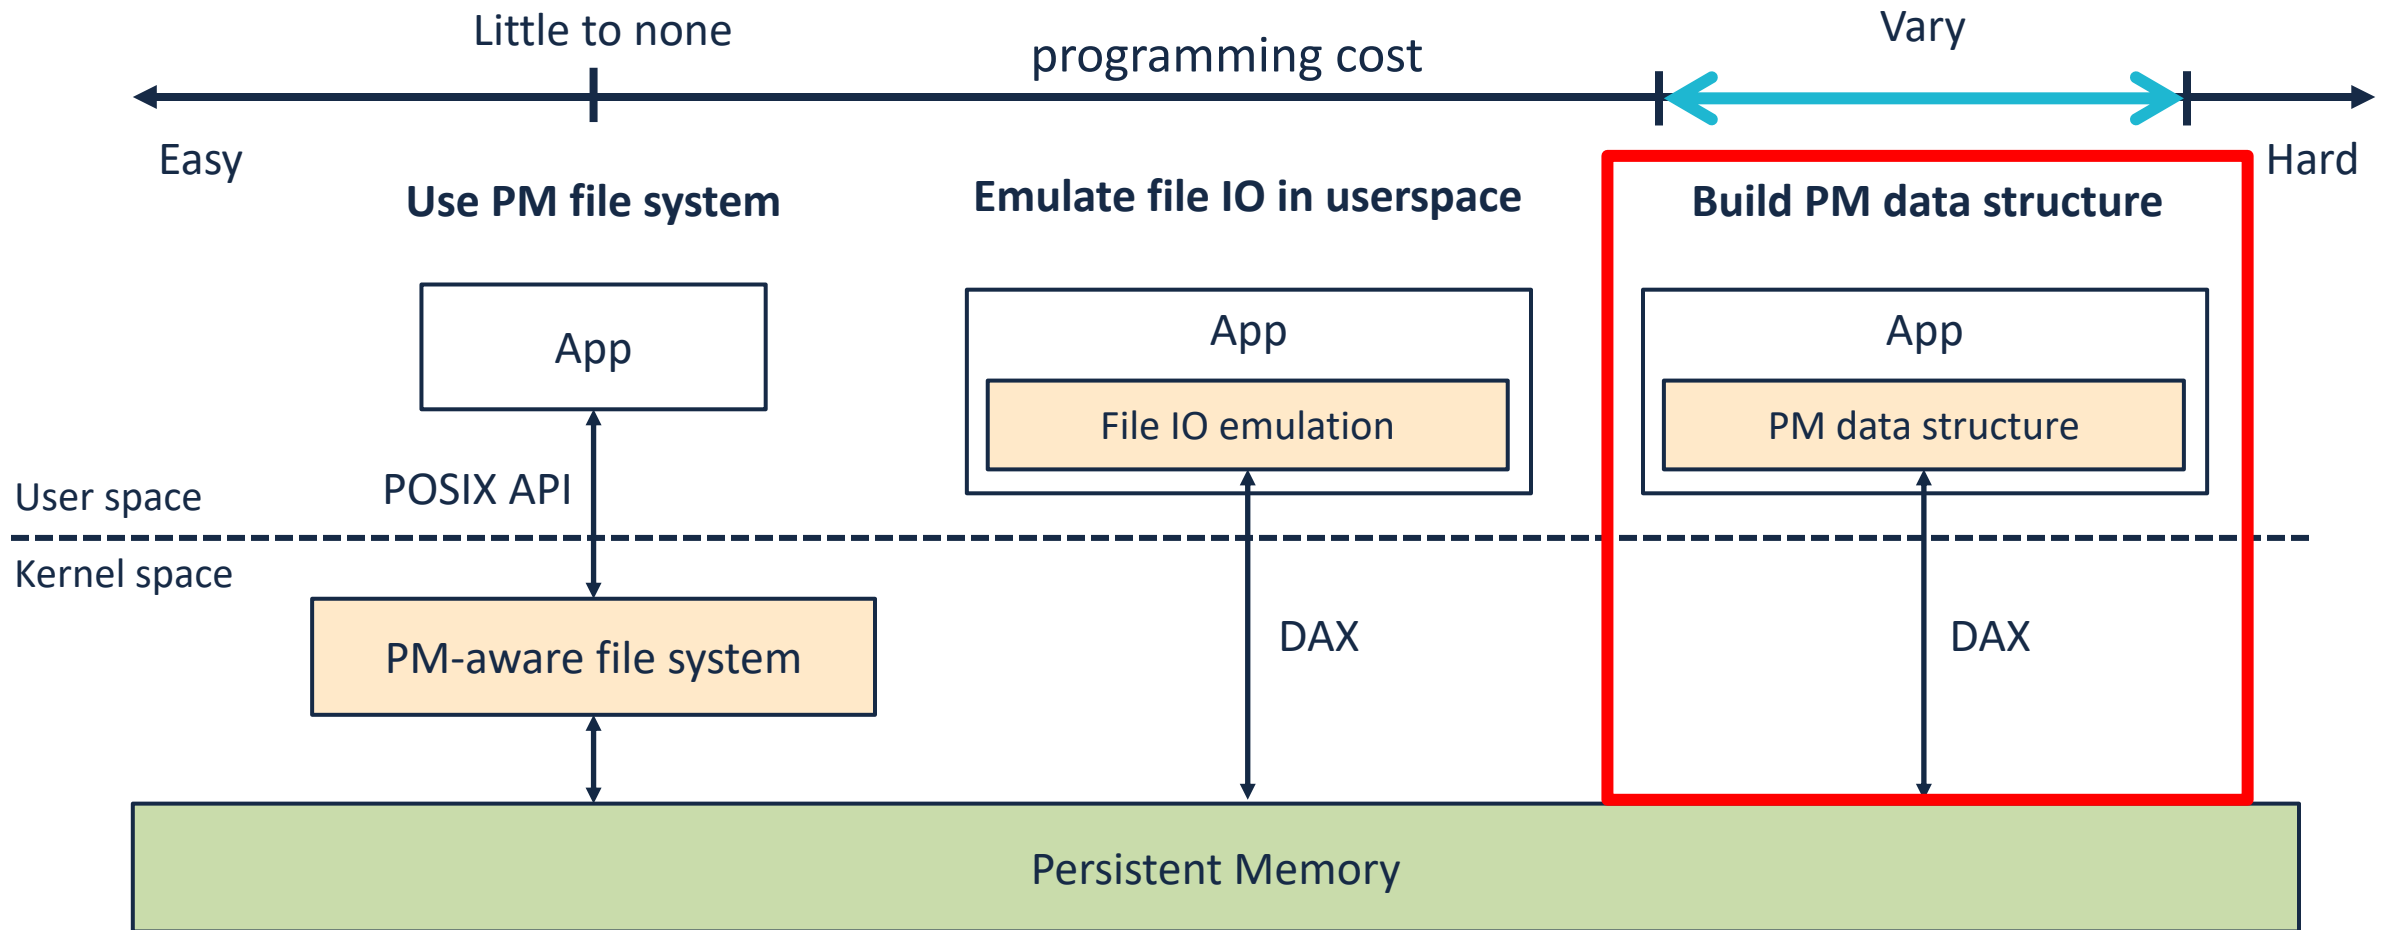 Little to none
programming cost
Vary
Easy
Hard
Use PM file system
Emulate file IO in userspace
Build PM data structure
App
App
App
File IO emulation
PM data structure
User space
POSIX API
Kernel space
PM-aware file system
DAX
DAX
Persistent Memory